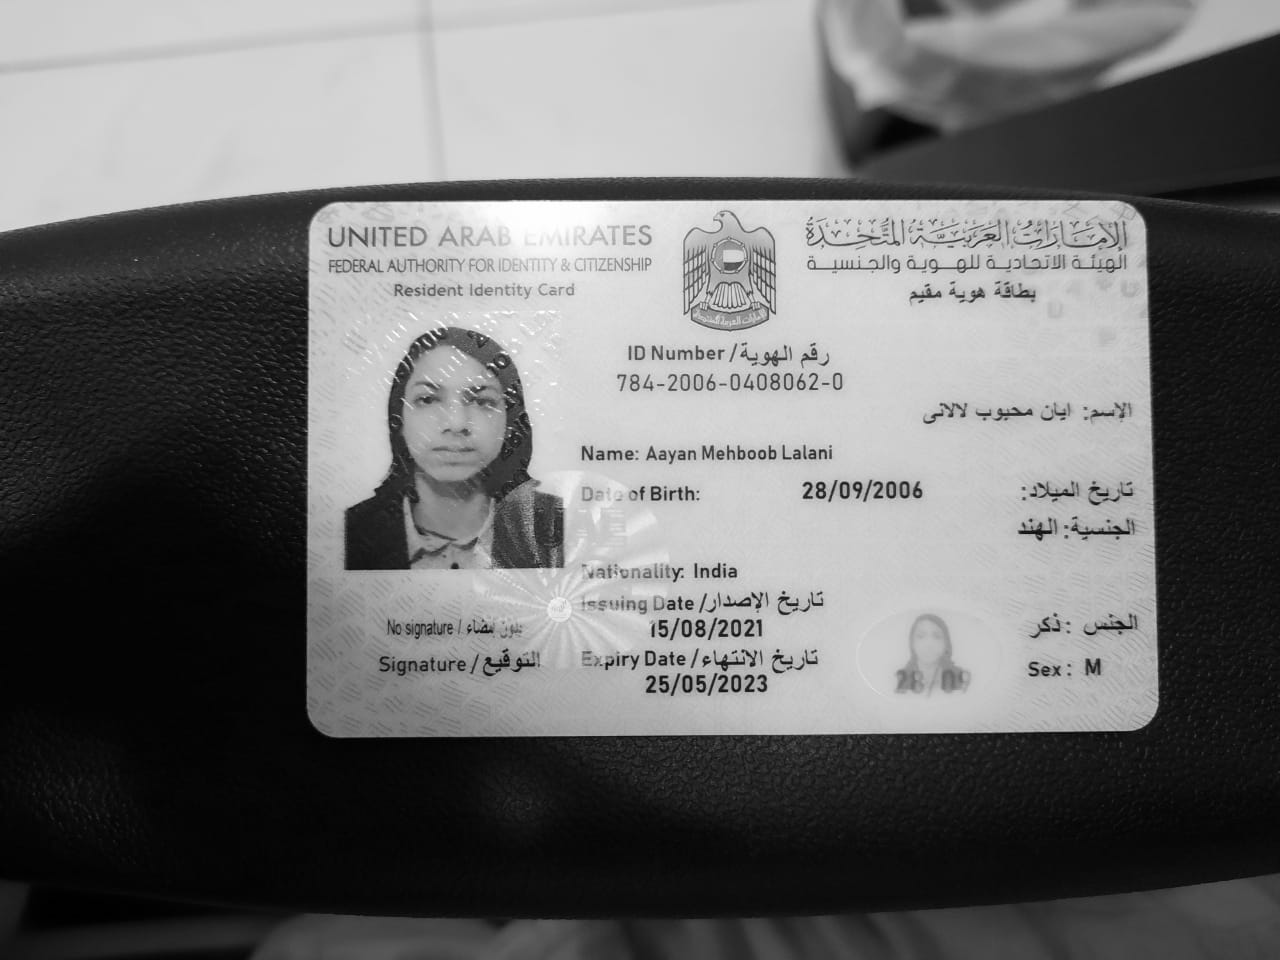 UNITED ARAB EMIRATES
الإمارات العربية المتحدة
FEDERAL AUTHORITY FOR IDENTITY & CITIZENSHIP
الهيئة الاتحادية للهوية والجنسية
Resident Identity Card
بطاقة هوية مقيم
ID Number / رقم الهوية
784-2006-0408062-0
الإسم: ايان محبوب لالانى
Name: Aayan Mehboob Lalani
Date of Birth: 28/09/2006 تاريخ الميلاد:
الجنسية: الهند
Nationality: India
Issuing Date / تاريخ الإصدار
15/08/2021
الجنس : ذكر
No signature / بدون إمضاء
Signature / التوقيع
Expiry Date / تاريخ الانتهاء
25/05/2023
Sex : M
28/09